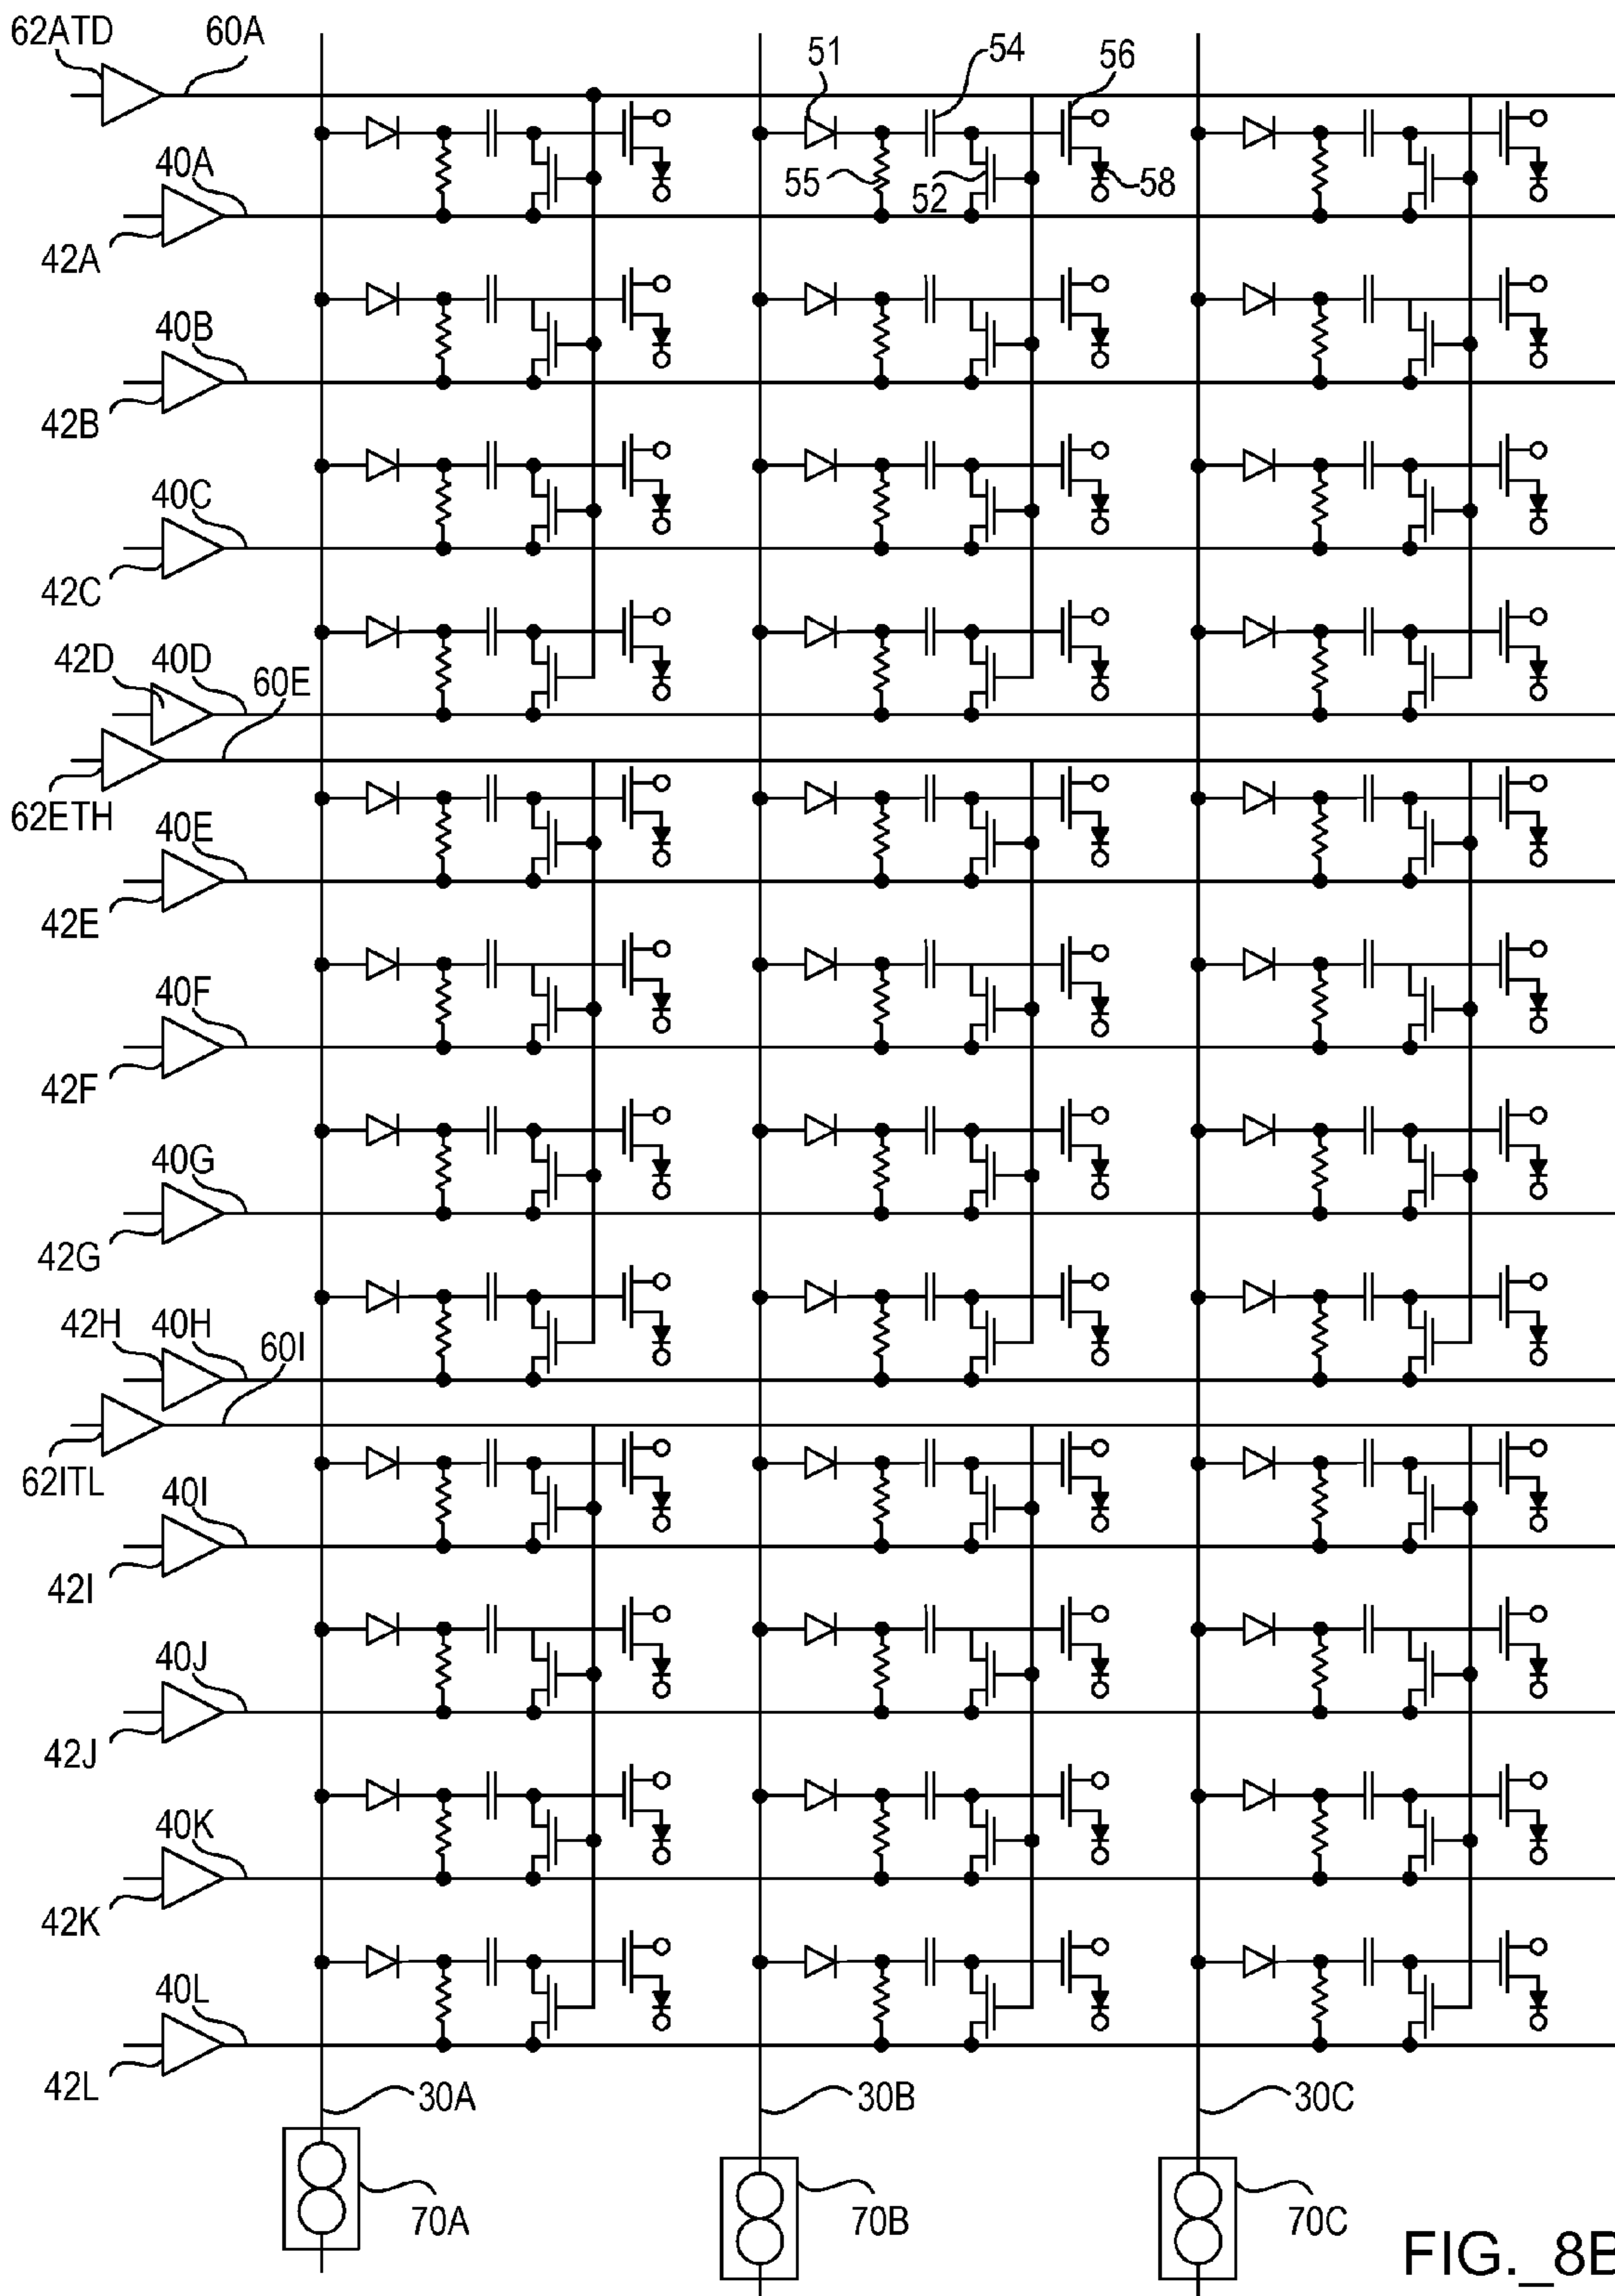 62ATD 60A 51 54 56
40A 55 52 58
42A
40B
42B
40C
42C
42D 40D 60E
62ETH
40E
42E
40F
42F
40G
42G
42H 40H 60I
62ITL
40I
42I
40J
42J
40K
42K
40L
42L
30A 30B 30C
70A 70B 70C
FIG._8B